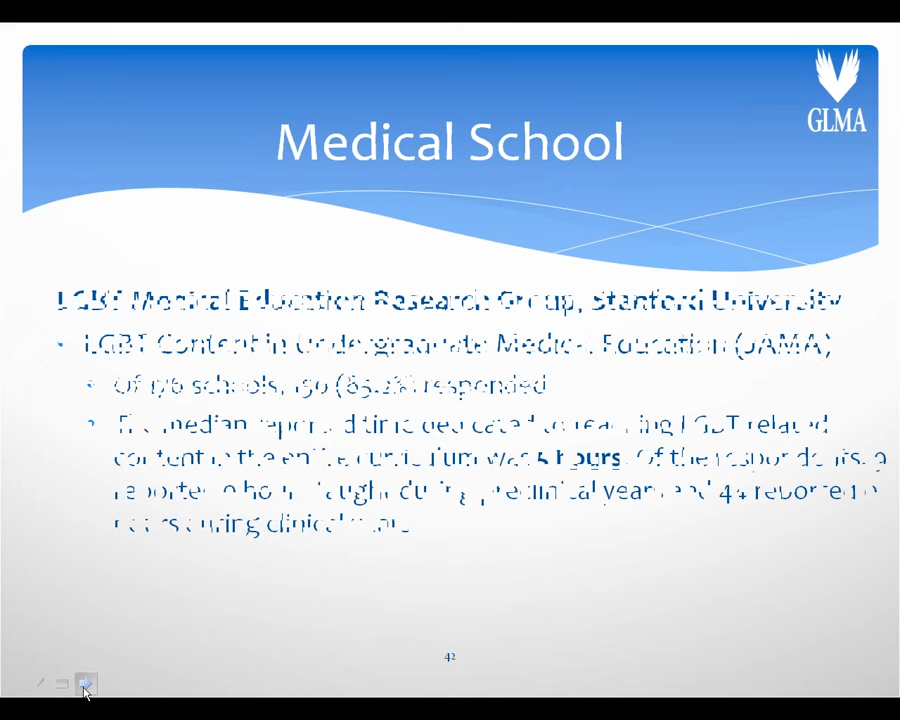 GLMA
Medical School
LGBT Medical Education Research Group, Stanford University
LGBT Content in Undergraduate Medical Education (JAMA)
Of 176 schools, 150 (85.2%) responded
The median reported time dedicated to teaching LGBT related
content in the entire curriculum was 5 hours. Of the respondents, 9
reported 0 hours taught during preclinical years and 44 reported 0
hours during clinical
42